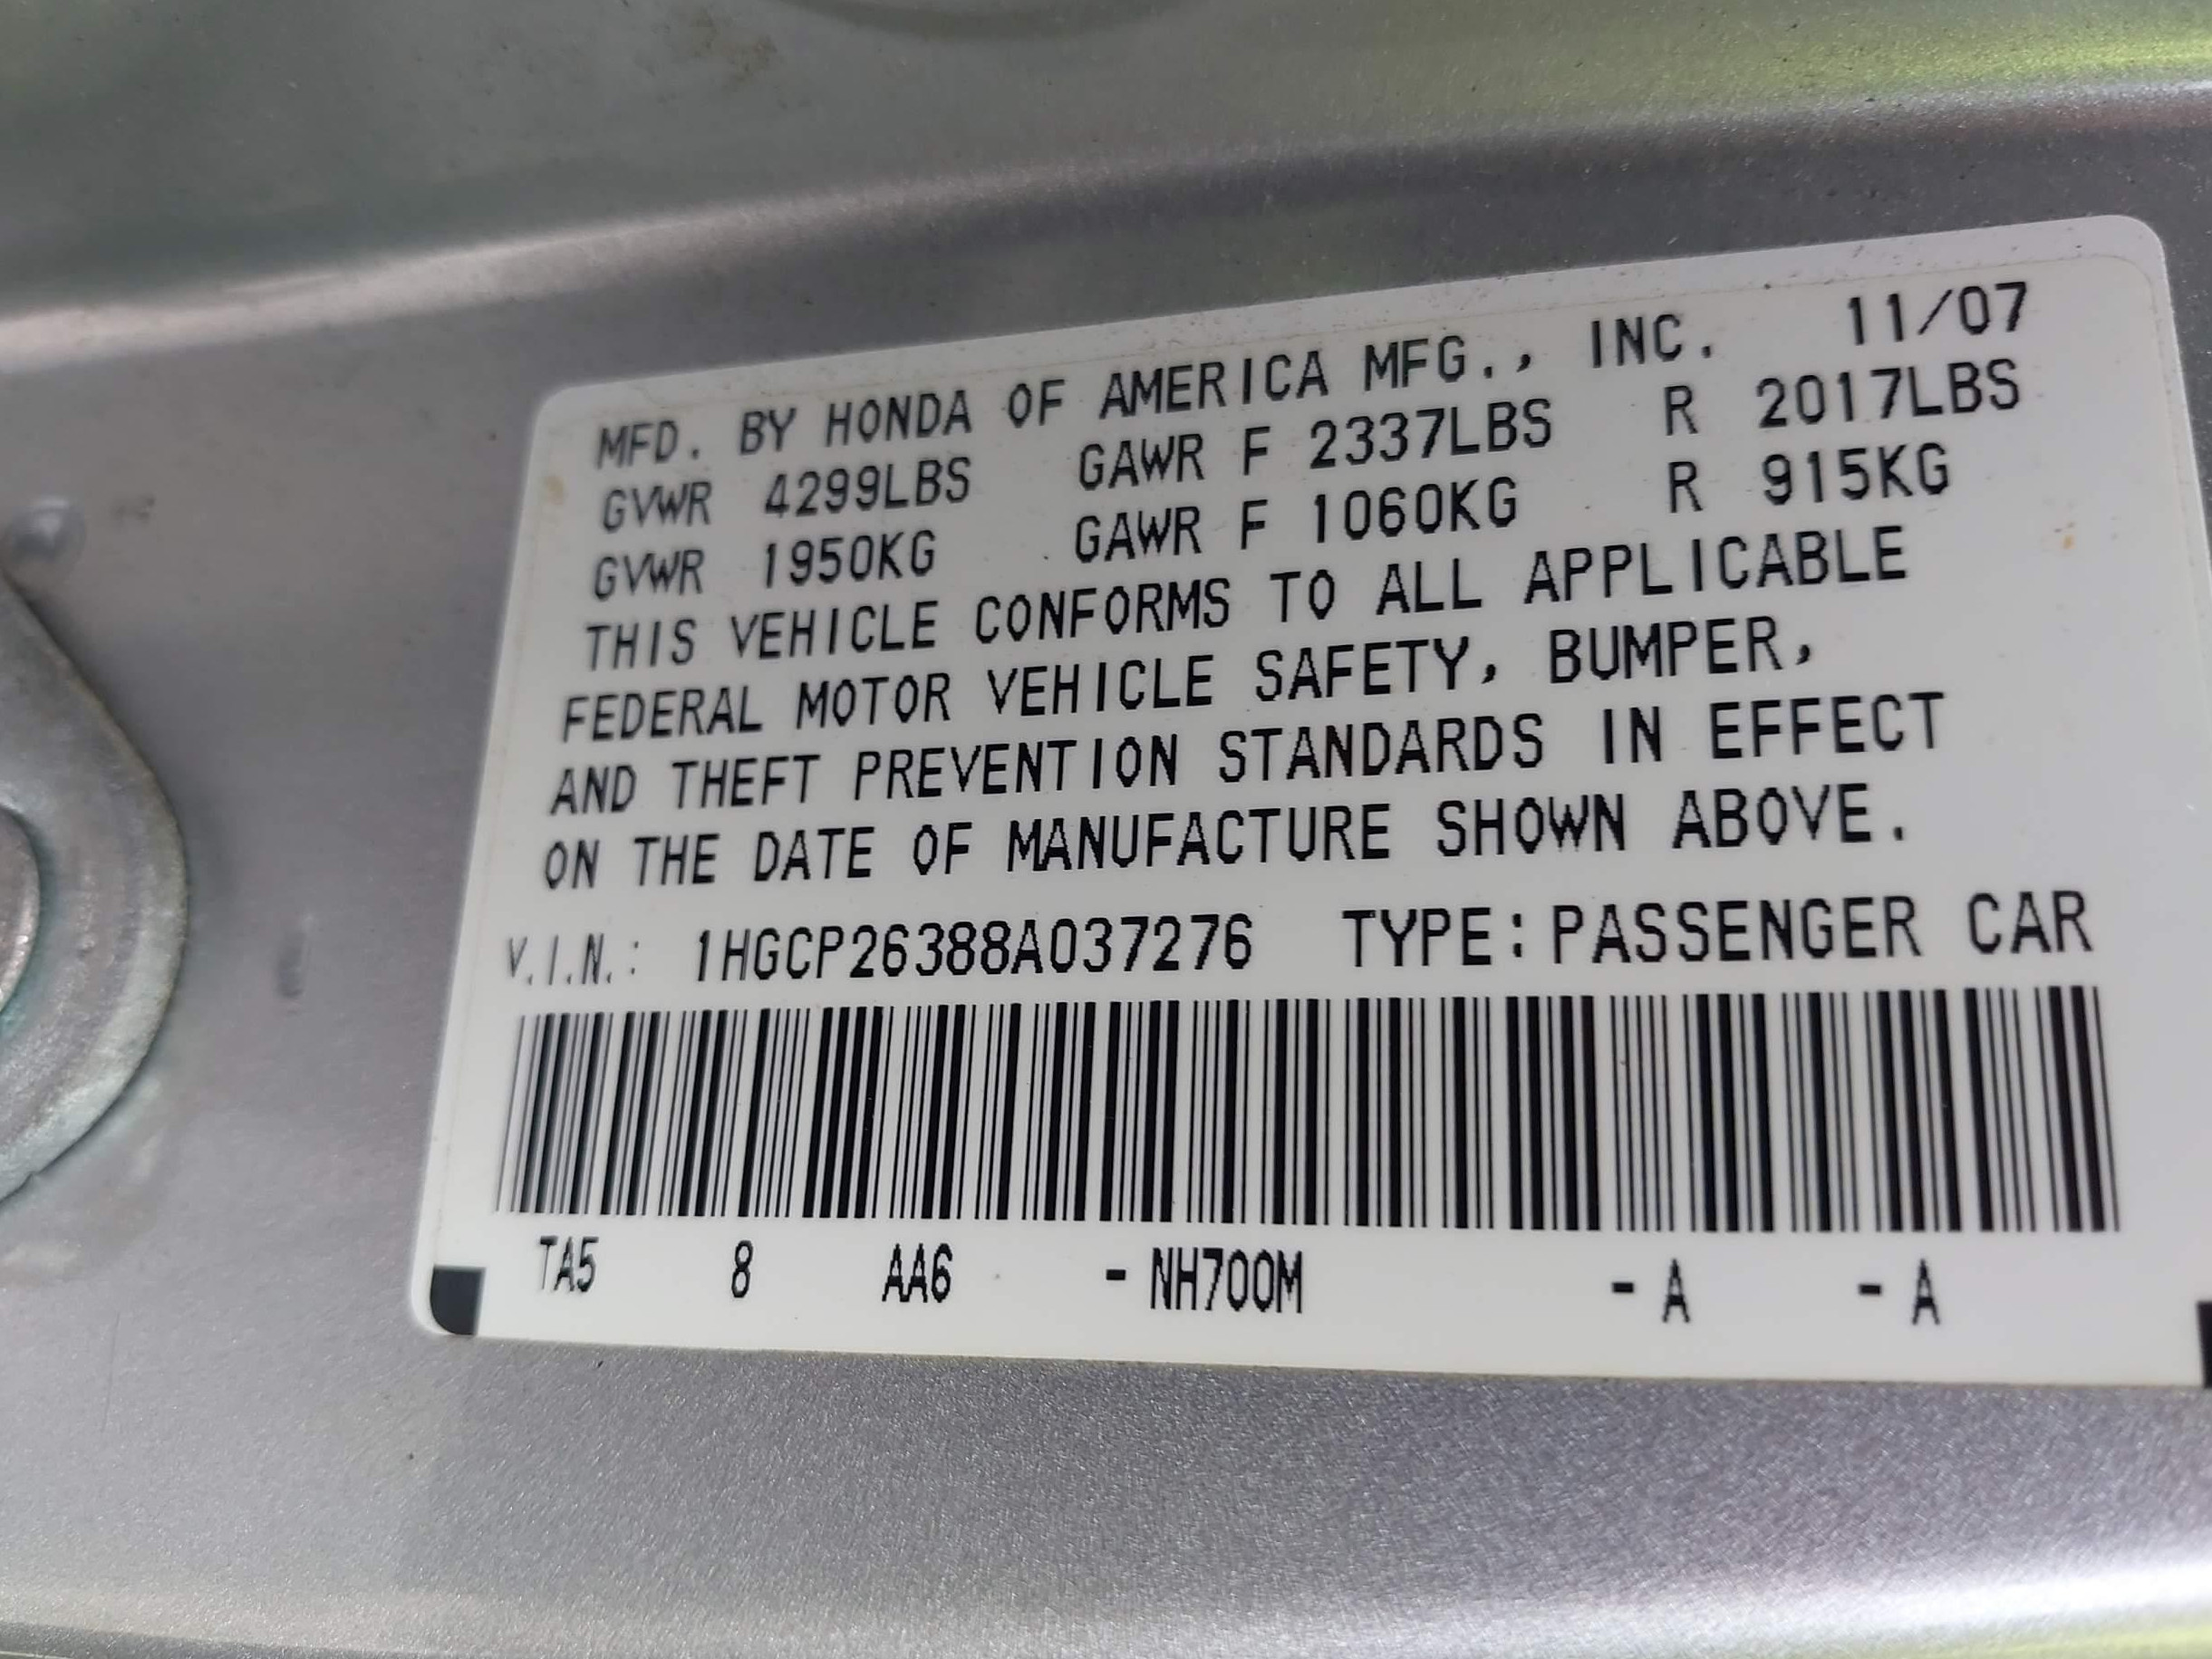 MFD. BY HONDA OF AMERICA MFG., INC. 11/07
GVWR 4299LBS GAWR F 2337LBS R 2017LBS
GVWR 1950KG GAWR F 1060KG R 915KG
THIS VEHICLE CONFORMS TO ALL APPLICABLE
FEDERAL MOTOR VEHICLE SAFETY, BUMPER,
AND THEFT PREVENTION STANDARDS IN EFFECT
ON THE DATE OF MANUFACTURE SHOWN ABOVE.
V.I.N.: 1HGCP26388A037276 TYPE: PASSENGER CAR
TA5 8 AA6 - NH700M - A - A